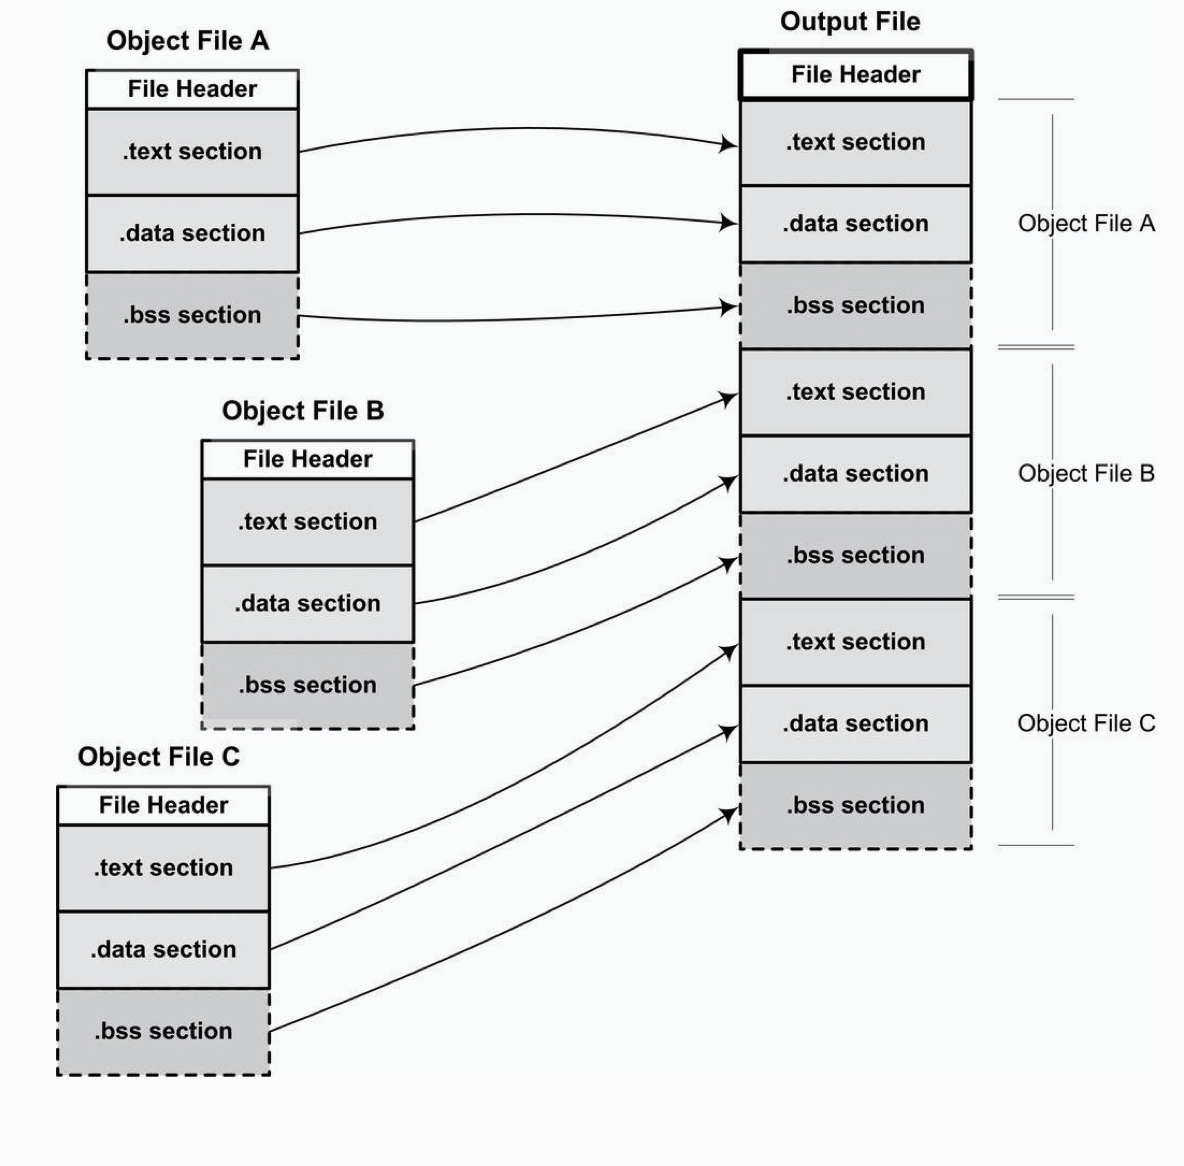 Object File A
File Header
.text section
.data section
.bss section
Object File B
File Header
.text section
.data section
.bss section
Object File C
File Header
.text section
.data section
.bss section
Output File
File Header
.text section
.data section
.bss section
.text section
.data section
.bss section
.text section
.data section
.bss section
Object File A
Object File B
Object File C